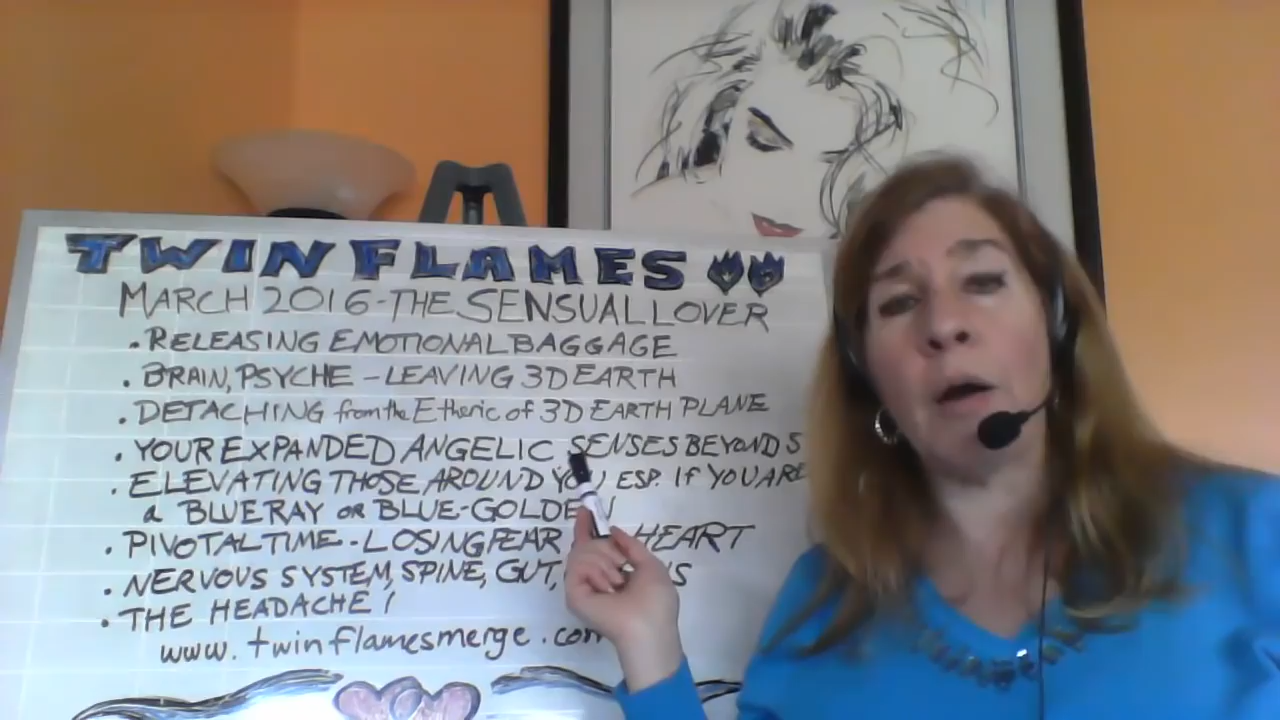 TWIN FLAMES
MARCH 2016-THE SENSUAL LOVER
. RELEASING EMOTIONAL BAGGAGE
. BRAIN, PSYCHE - LEAVING 3D EARTH
. DETACHING from the Etheric of 3D EARTH PLANE
. YOUR EXPANDED ANGELIC SENSES BEYOND 5
. ELEVATING THOSE AROUND YOU, ESP. If YOU ARE
a BLUERAY OR BLUE-GOLDEN
. PIVOTAL TIME - LOSING FEAR HEART
. NERVOUS SYSTEM, SPINE, GUT,
. THE HEADACHE!
www.twinflamesmerge.com